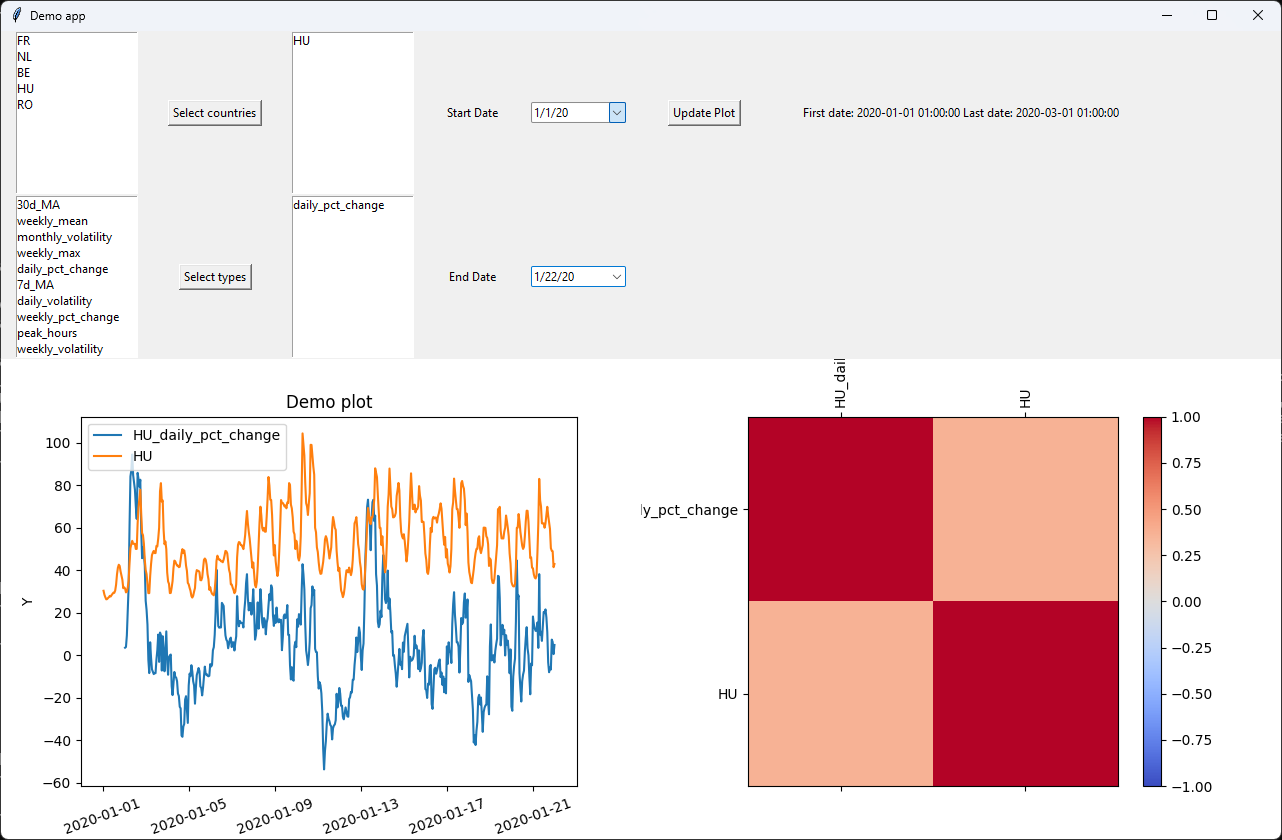 Demo app
FR
NL
BE
HU
RO
Select countries
HU
Start Date
1/1/20
Update Plot
First date: 2020-01-01 01:00:00 Last date: 2020-03-01 01:00:00
30d_MA
weekly_mean
monthly_volatility
weekly_max
daily_pct_change
7d_MA
daily_volatility
weekly_pct_change
peak_hours
weekly_volatility
Select types
daily_pct_change
End Date
1/22/20
Demo plot
HU_daily_pct_change
HU
100
80
60
40
20
0
−20
−40
−60
Y
2020-01-01
2020-01-05
2020-01-09
2020-01-13
2020-01-17
2020-01-21
HU_dail
HU
ly_pct_change
HU
1.00
0.75
0.50
0.25
0.00
−0.25
−0.50
−0.75
−1.00